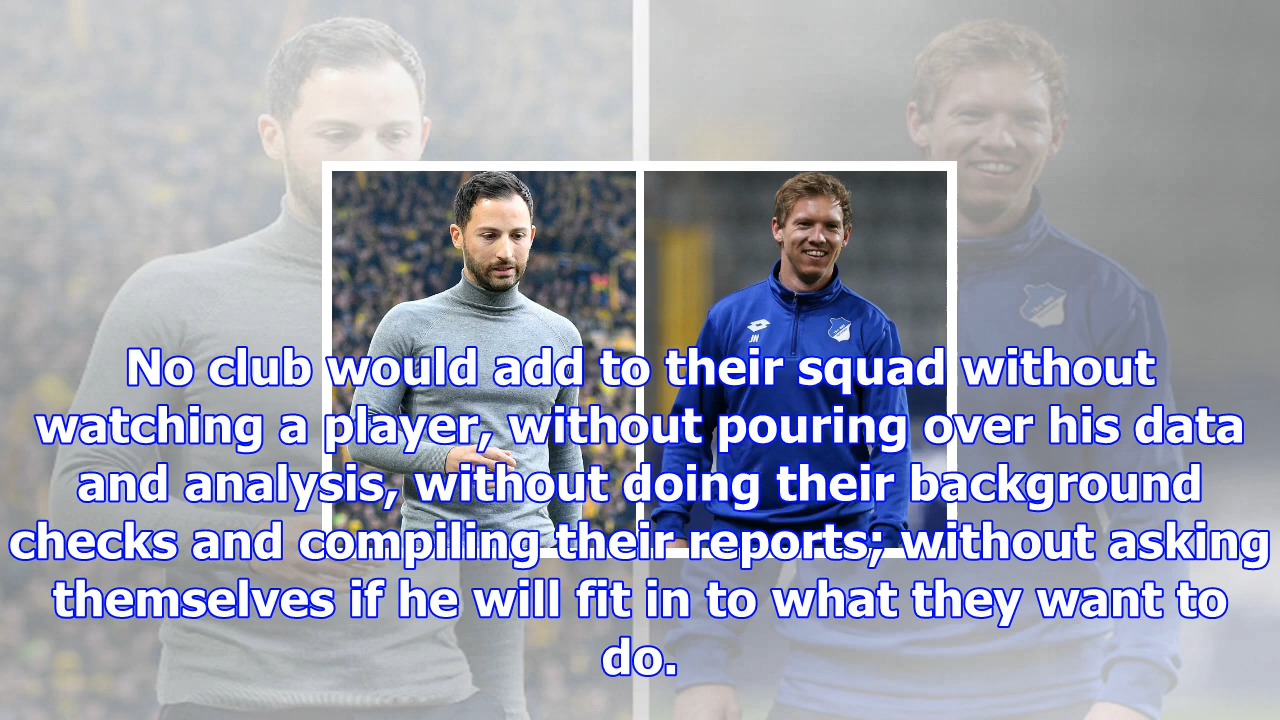 JN
No club would add to their squad without
watching a player, without pouring over his data
and analysis, without doing their background
checks and compiling their reports; without asking
themselves if he will fit in to what they want to
do.